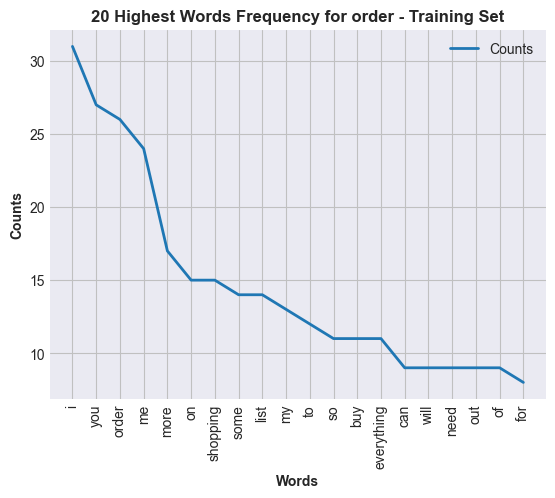 20 Highest Words Frequency for order - Training Set
Counts
30
25
20
15
10
Counts
i
you
order
me
more
on
shopping
some
list
my
to
so
buy
everything
can
will
need
out
of
for
Words